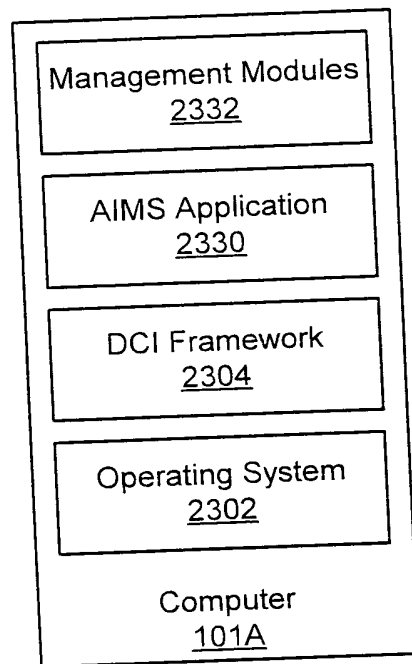 Management Modules
2332
AIMS Application
2330
DCI Framework
2304
Operating System
2302
Computer
101A